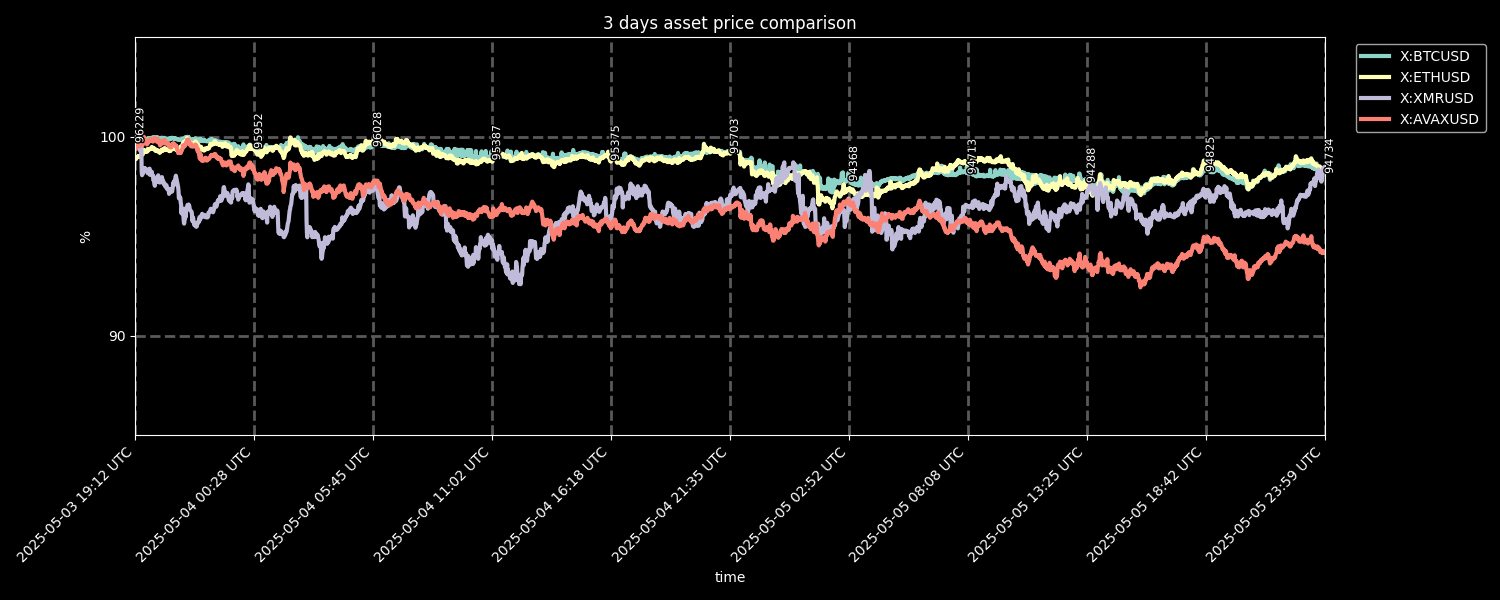 3 days asset price comparison
X:BTCUSD
X:ETHUSD
X:XMRUSD
X:AVAXUSD
100
90
%
96229
95952
96028
95387
95375
95703
94368
94713
94288
94825
94734
2025-05-03 19:12 UTC
2025-05-04 00:28 UTC
2025-05-04 05:45 UTC
2025-05-04 11:02 UTC
2025-05-04 16:18 UTC
2025-05-04 21:35 UTC
2025-05-05 02:52 UTC
2025-05-05 08:08 UTC
2025-05-05 13:25 UTC
2025-05-05 18:42 UTC
2025-05-05 23:59 UTC
time